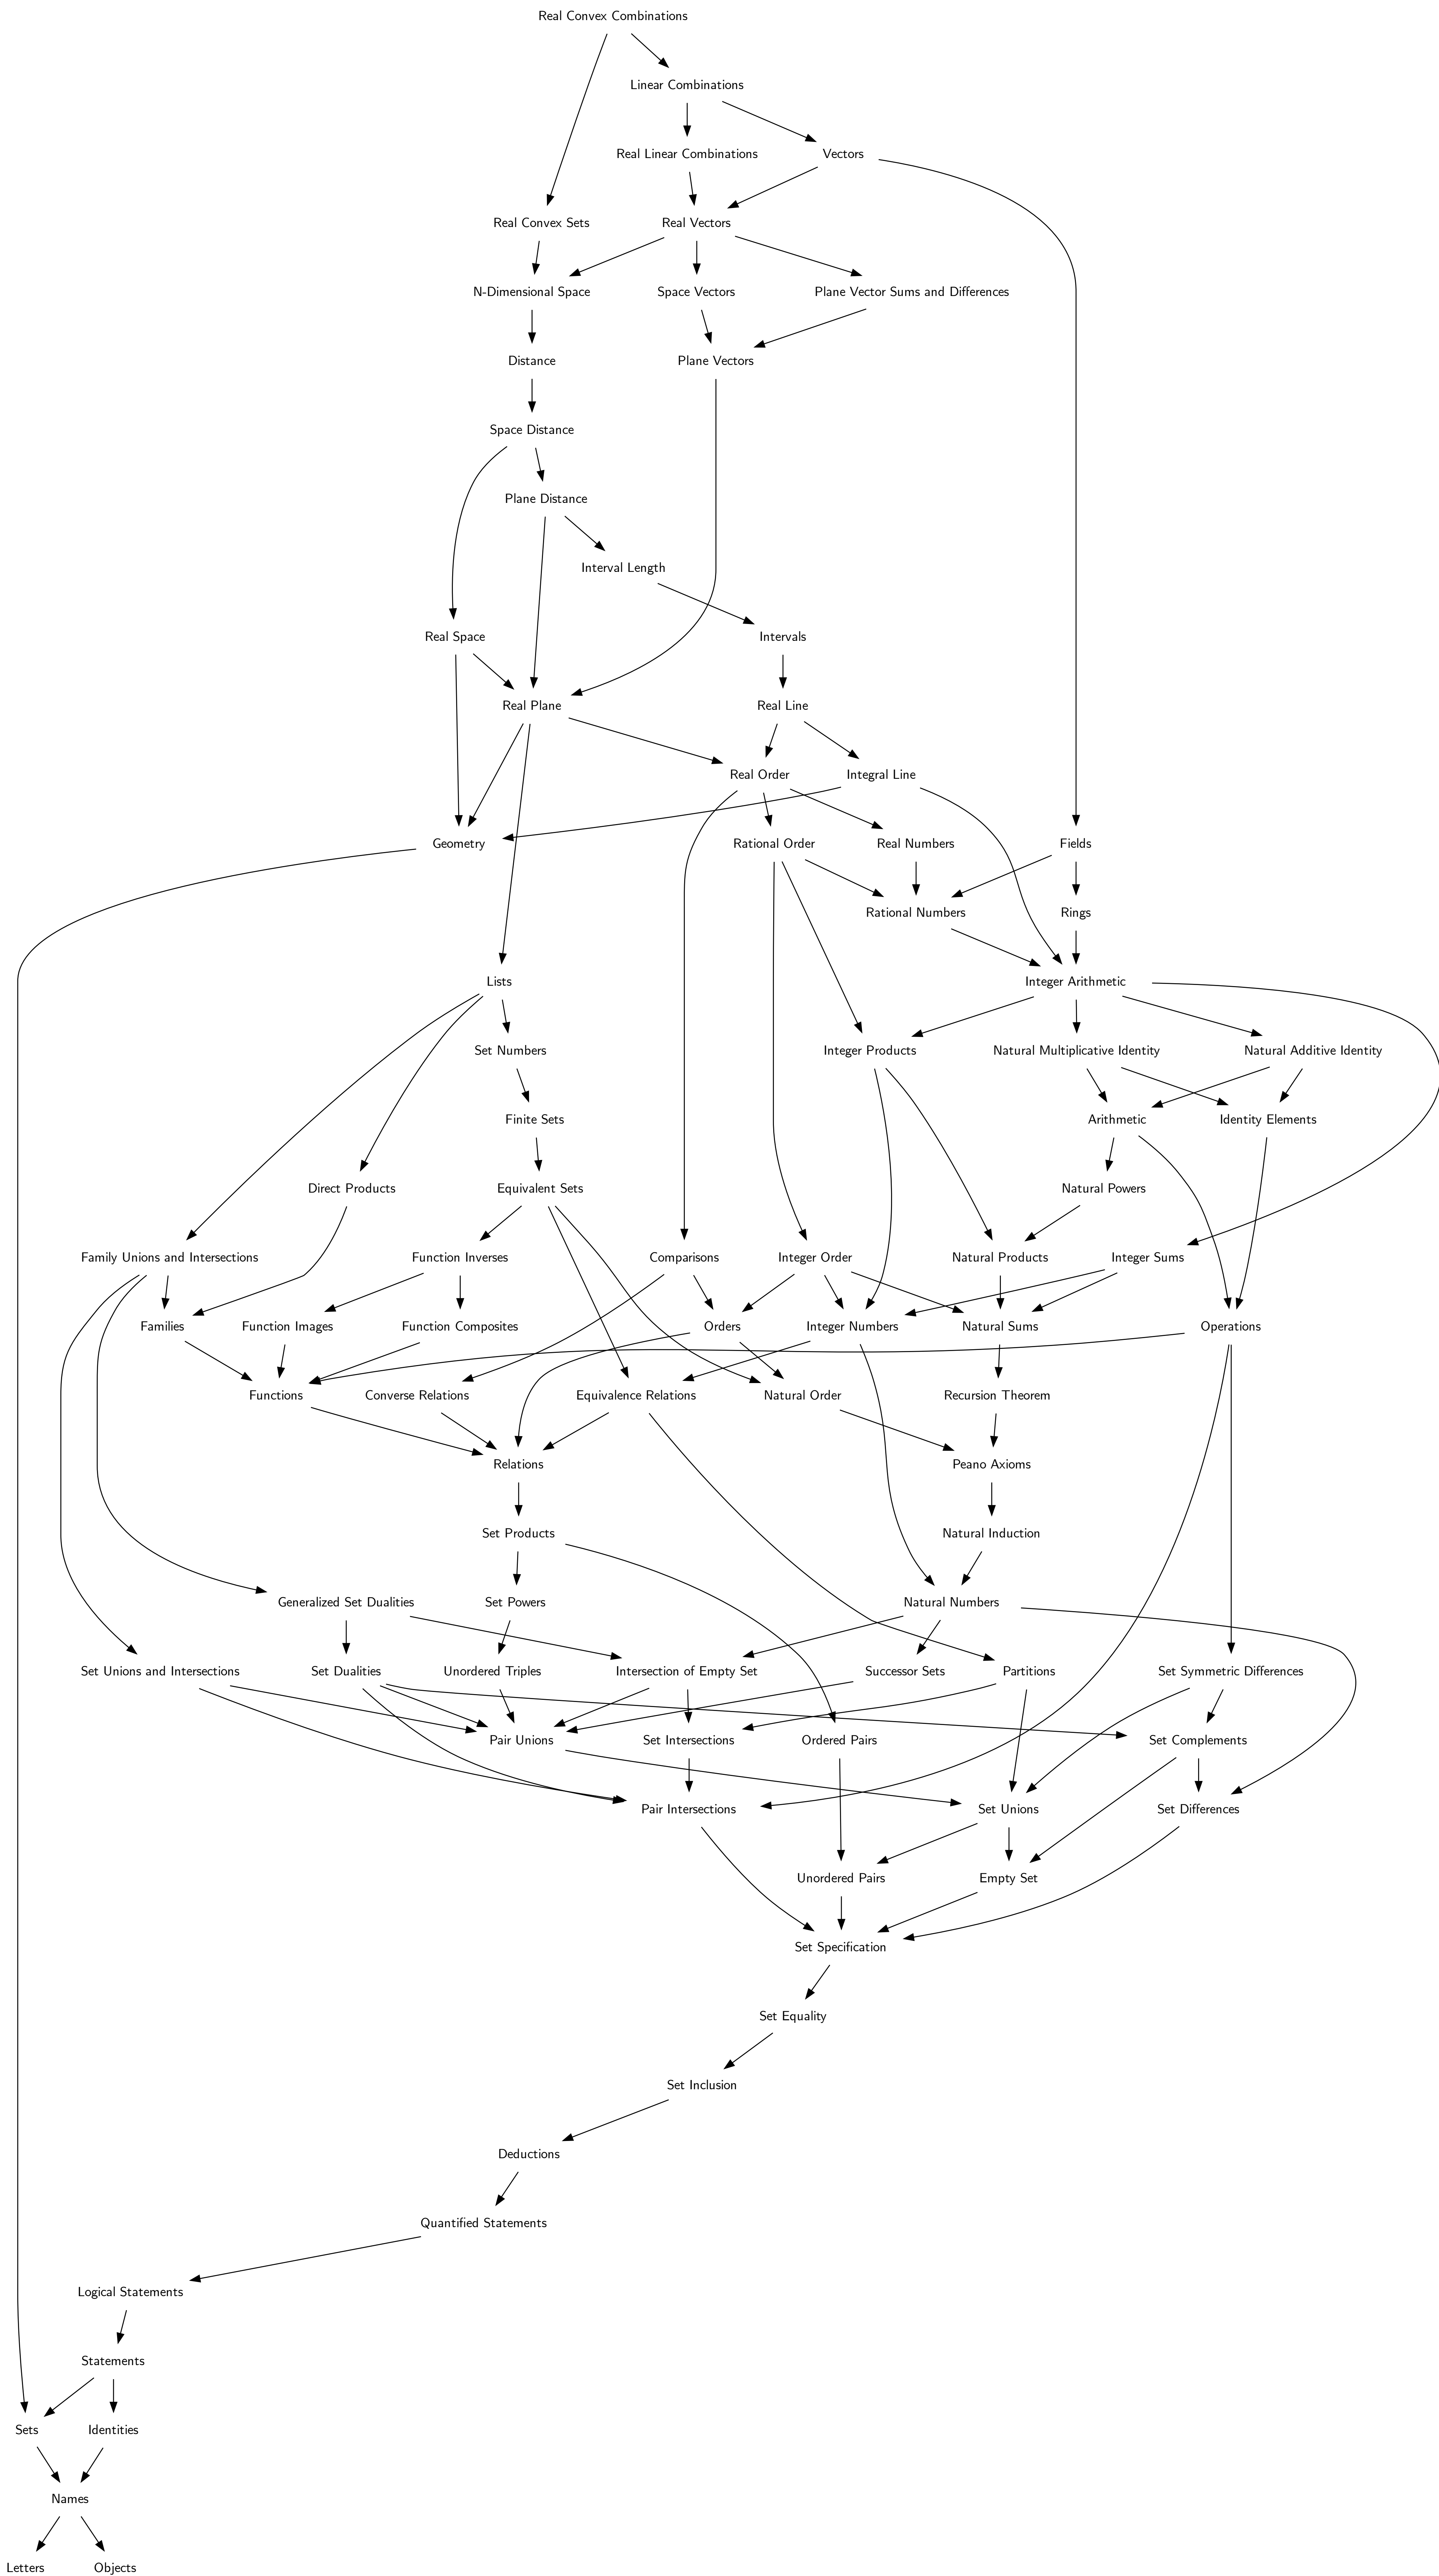 Real Convex Combinations
Linear Combinations
Real Linear Combinations
Vectors
Real Convex Sets
Real Vectors
N-Dimensional Space
Space Vectors
Plane Vector Sums and Differences
Distance
Plane Vectors
Space Distance
Plane Distance
Interval Length
Real Space
Intervals
Real Plane
Real Line
Real Order
Integral Line
Geometry
Rational Order
Real Numbers
Fields
Rational Numbers
Rings
Lists
Integer Arithmetic
Set Numbers
Integer Products
Natural Multiplicative Identity
Natural Additive Identity
Finite Sets
Arithmetic
Identity Elements
Direct Products
Equivalent Sets
Natural Powers
Family Unions and Intersections
Function Inverses
Comparisons
Integer Order
Natural Products
Integer Sums
Families
Function Images
Function Composites
Orders
Integer Numbers
Natural Sums
Operations
Functions
Converse Relations
Equivalence Relations
Natural Order
Recursion Theorem
Relations
Peano Axioms
Set Products
Natural Induction
Generalized Set Dualities
Set Powers
Natural Numbers
Set Unions and Intersections
Set Dualities
Unordered Triples
Intersection of Empty Set
Successor Sets
Partitions
Set Symmetric Differences
Pair Unions
Set Intersections
Ordered Pairs
Set Complements
Pair Intersections
Set Unions
Set Differences
Unordered Pairs
Empty Set
Set Specification
Set Equality
Set Inclusion
Deductions
Quantified Statements
Logical Statements
Statements
Sets
Identities
Names
Letters
Objects